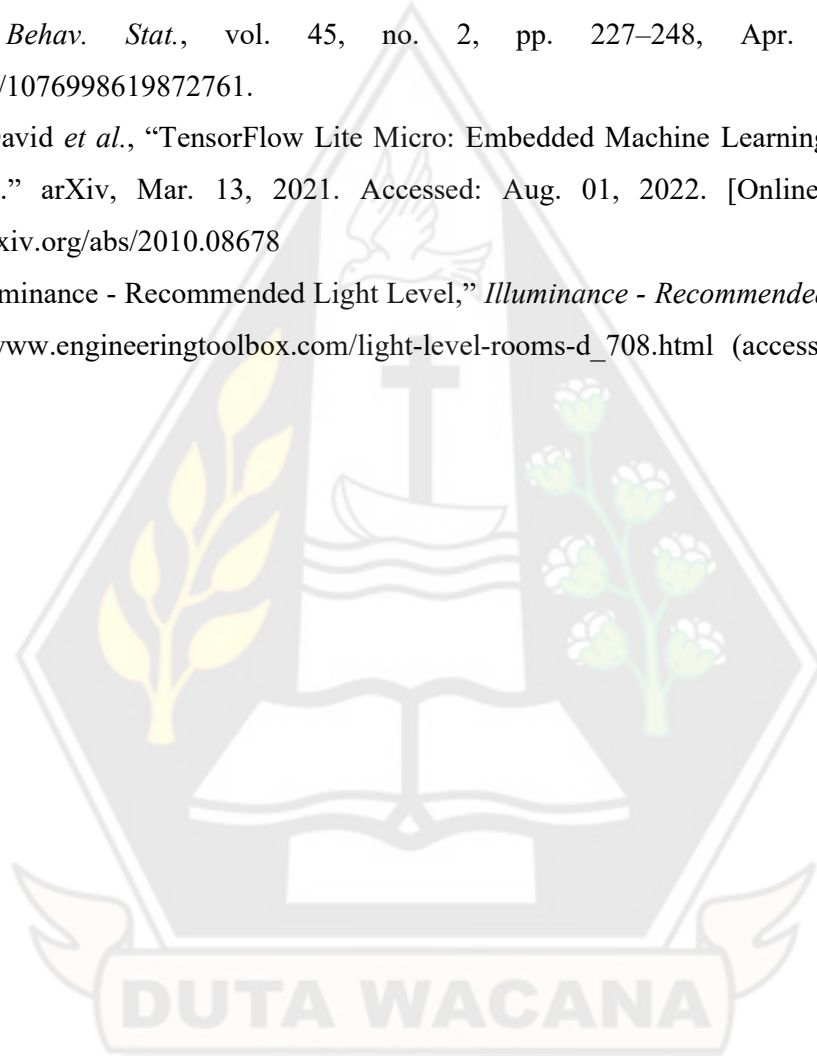 Behav. Stat., vol. 45, no. 2, pp. 227–248, Apr.
/1076998619872761.
avid et al., “TensorFlow Lite Micro: Embedded Machine Learning
.” arXiv, Mar. 13, 2021. Accessed: Aug. 01, 2022. [Online
xiv.org/abs/2010.08678
minance - Recommended Light Level,” Illuminance - Recommended
www.engineeringtoolbox.com/light-level-rooms-d_708.html (access
DUTA WACANA